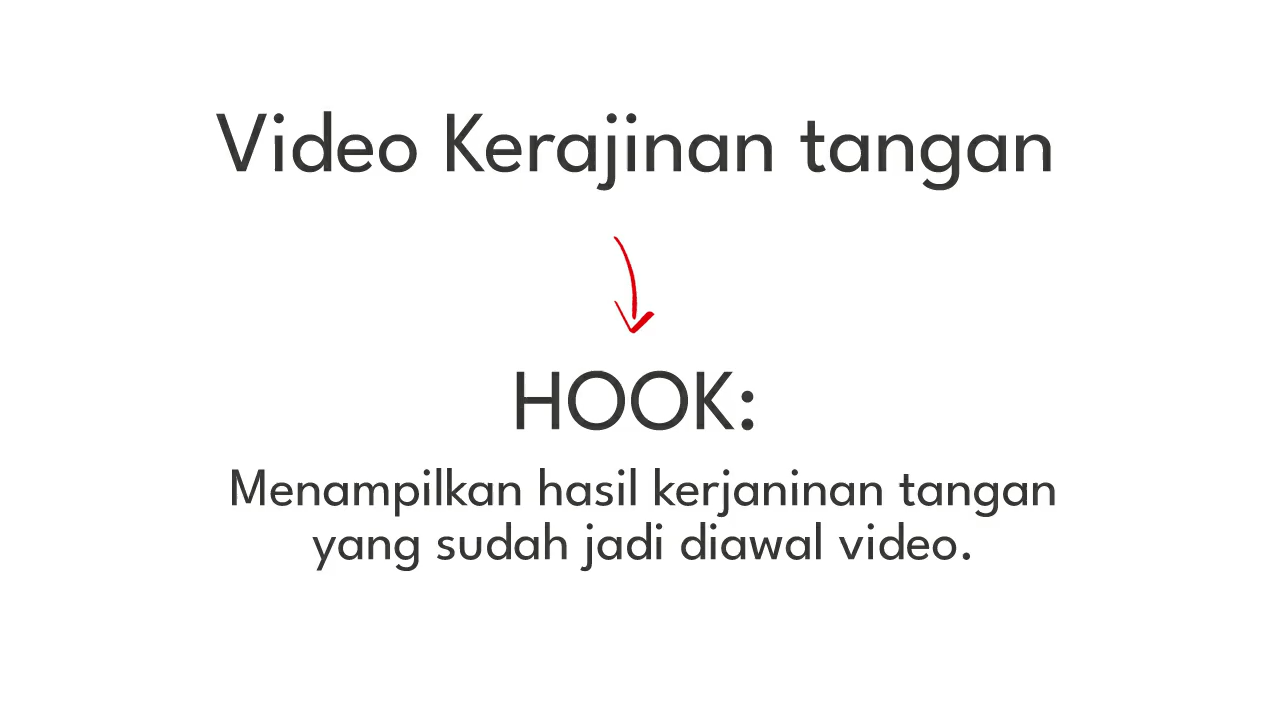 Video Kerajinan tangan
HOOK:
Menampilkan hasil kerjaninan tangan
yang sudah jadi diawal video.